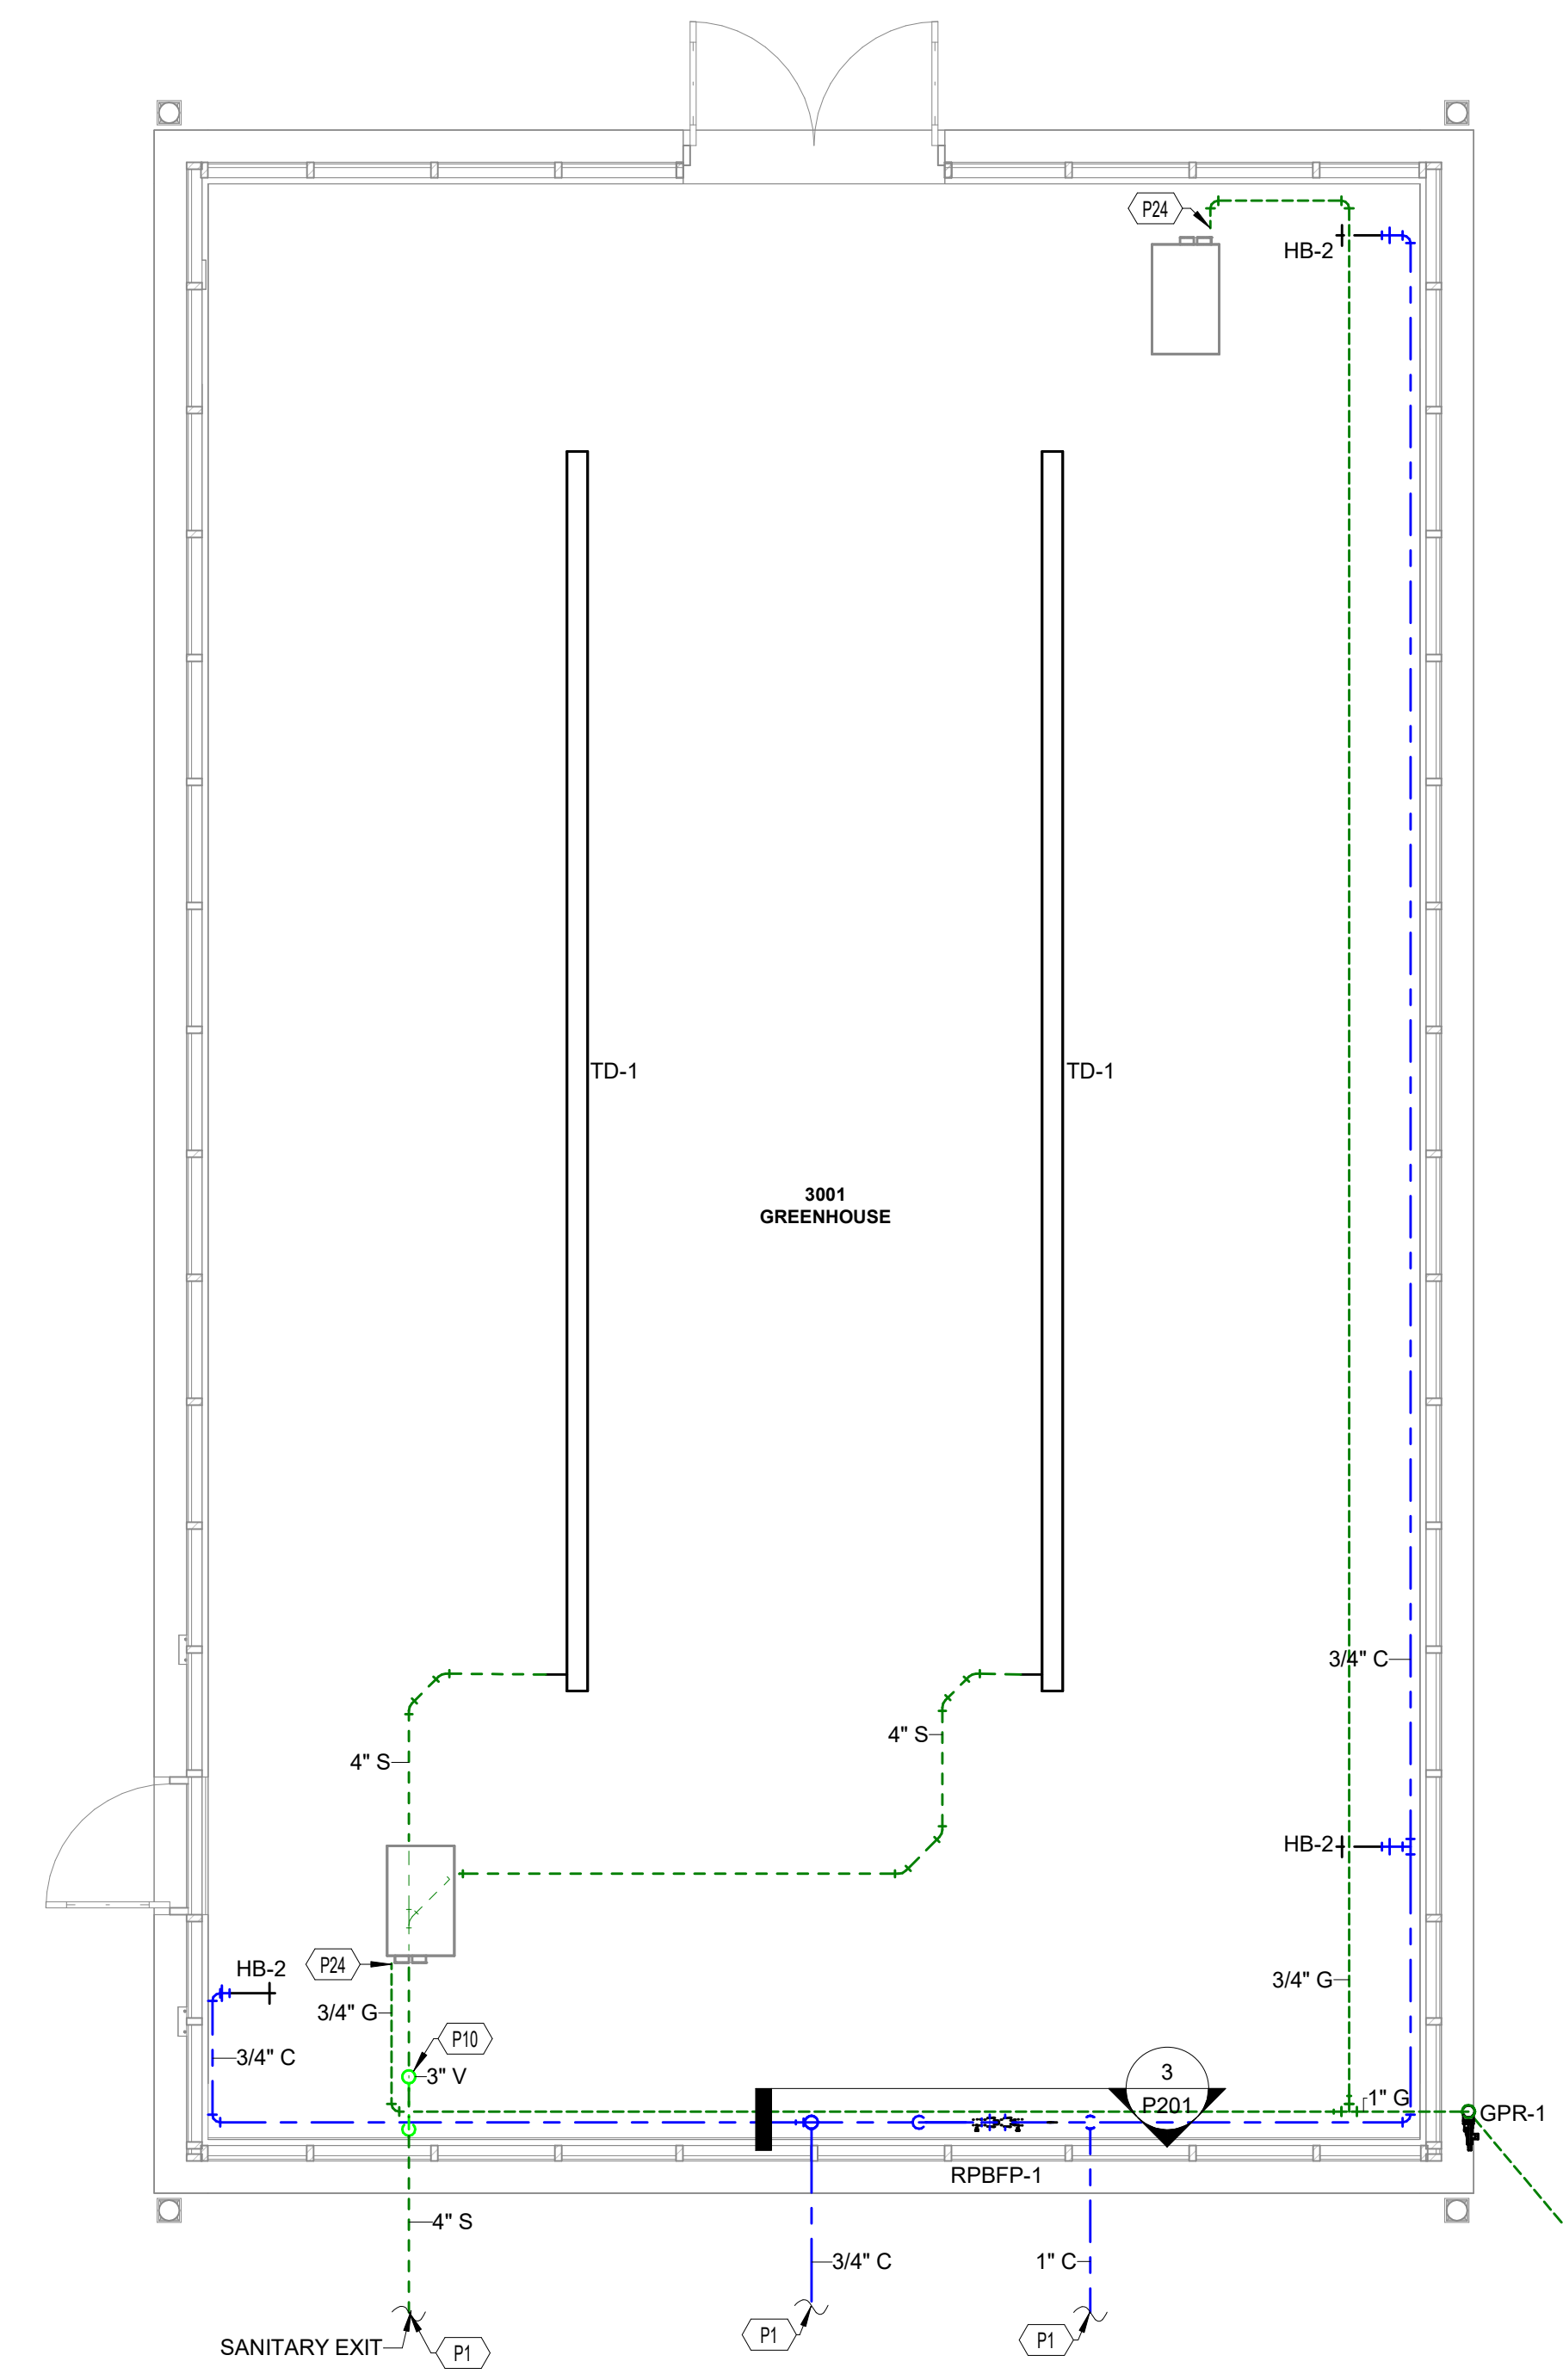 P24
HB-2
TD-1
TD-1
3001
GREENHOUSE
3/4" C
4" S
4" S
HB-2
P24
HB-2
3/4" G
3/4" G
P10
3/4" C
3" V
3
P201
1" G
GPR-1
RPBFP-1
4" S
3/4" C
1" C
SANITARY EXIT
P1
P1
P1